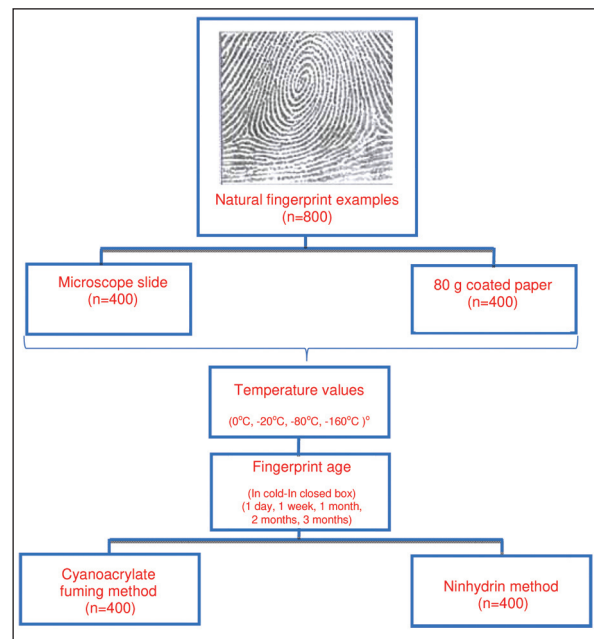 Natural fingerprint examples
(n=800)
Microscope slide
(n=400)
80 g coated paper
(n=400)
Temperature values
(0°C, -20°C, -80°C, -160°C )°
Fingerprint age
(In cold-In closed box)
(1 day, 1 week, 1 month,
2 months, 3 months)
Cyanoacrylate
fuming method
(n=400)
Ninhydrin method
(n=400)